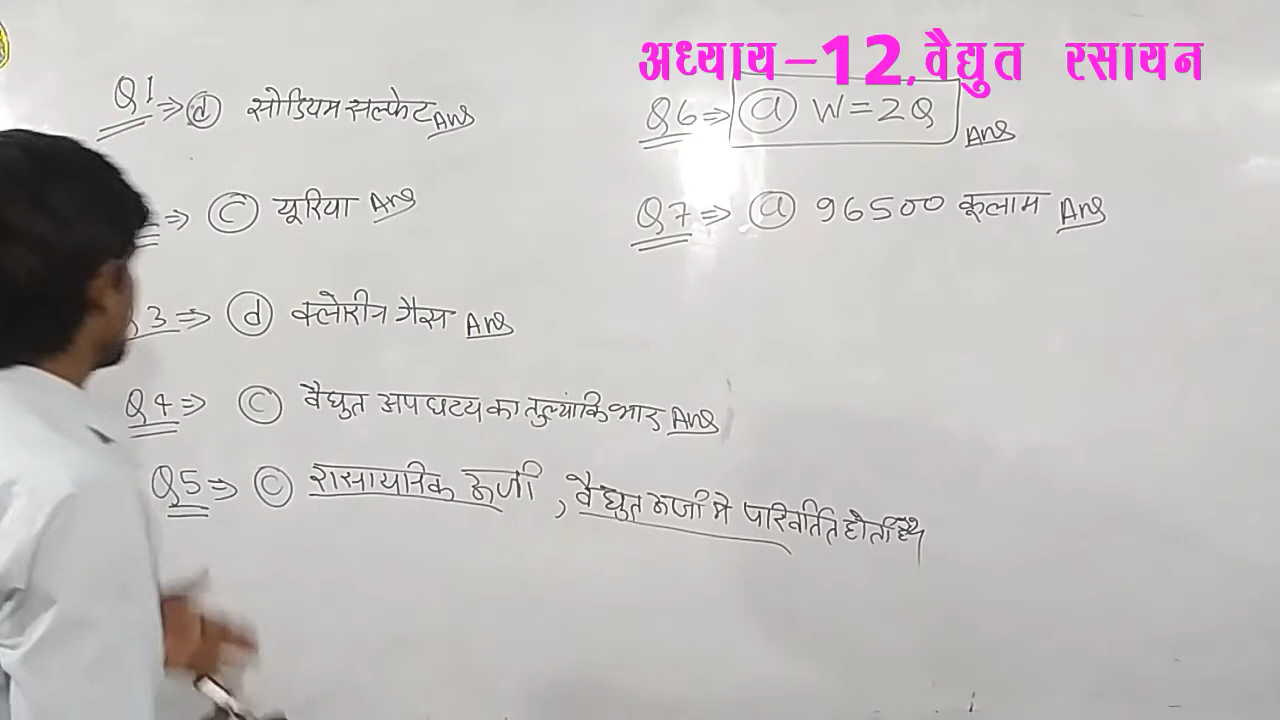 अध्याय-12, वैद्युत रसायन
Q1⇒ (d) सोडियम सल्फेट Ans
⇒ (C) यूरिया Ans
3⇒ (d) क्लोरीन गैस Ans
Q4⇒ (C) वैद्युत अपघट्य का तुल्यांकि भार Ans
Q5⇒ (C) रासायनिक ऊर्जा, वैद्युत ऊर्जा मे परिवर्तित होती है
Q6⇒ (a) W=ZQ Ans
Q7⇒ (a) 96500 कूलाम Ans